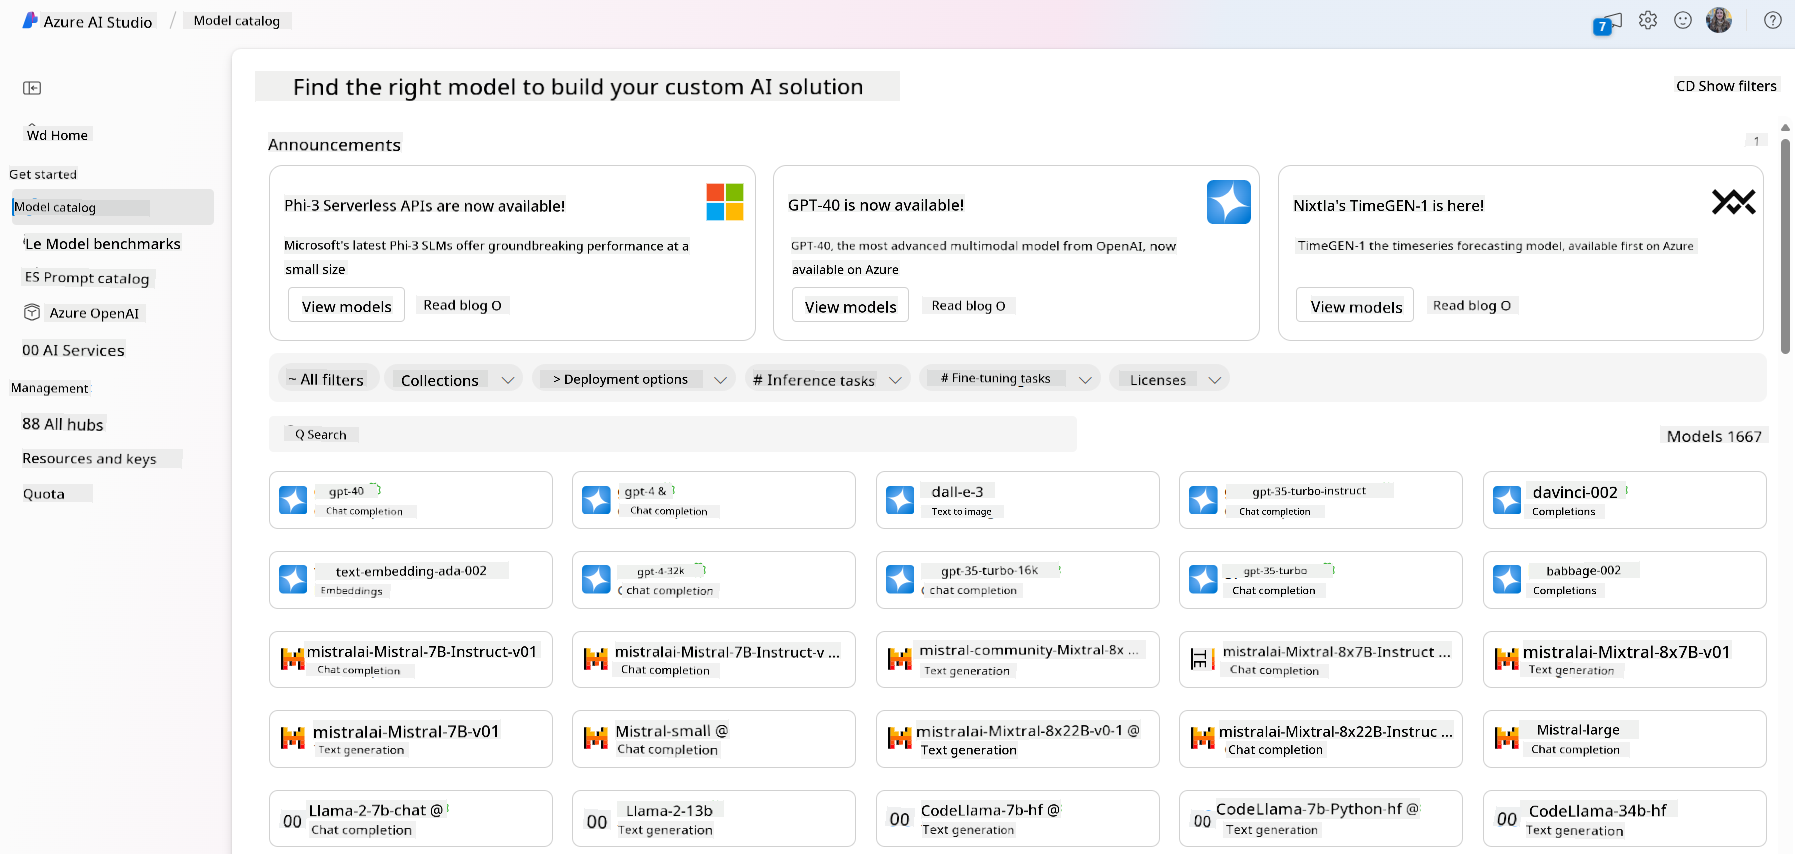 Azure AI Studio / Model catalog
7
Find the right model to build your custom AI solution
CD Show filters
Wd Home
Get started
Model catalog
Le Model benchmarks
ES Prompt catalog
Azure OpenAI
00 AI Services
Management
88 All hubs
Resources and keys
Quota
Announcements
1
Phi-3 Serverless APIs are now available!
Microsoft's latest Phi-3 SLMs offer groundbreaking performance at a
small size
View models
Read blog O
GPT-40 is now available!
GPT-40, the most advanced multimodal model from OpenAI, now
available on Azure
View models
Read blog O
Nixtla's TimeGEN-1 is here!
TimeGEN-1 the timeseries forecasting model, available first on Azure
View models
Read blog O
~ All filters
Collections
> Deployment options
# Inference tasks
# Fine-tuning tasks
Licenses
Q Search
Models 1667
gpt-40
Chat completion
gpt-4 &
Chat completion
dall-e-3
Text to image
gpt-35-turbo-instruct
Chat completion
davinci-002
Completions
text-embedding-ada-002
Embeddings
gpt-4-32k
chat completion
gpt-35-turbo-16k
chat completion
gpt-35-turbo
Chat completion
babbage-002
Completions
mistralai-Mistral-7B-Instruct-v01
Chat completion
mistralai-Mistral-7B-Instruct-v ...
Chat completion
mistral-community-Mixtral-8x ...
Text generation
mistralai-Mixtral-8x7B-Instruct ...
Chat completion
mistralai-Mixtral-8x7B-v01
Text generation
mistralai-Mistral-7B-v01
Text generation
Mistral-small @
Chat completion
mistralai-Mixtral-8x22B-v0-1 @
Text generation
mistralai-Mixtral-8x22B-Instruc ...
Chat completion
Mistral-large
Chat completion
00 Llama-2-7b-chat @
Chat completion
00 Llama-2-13b
Text generation
00 CodeLlama-7b-hf @
Text generation
00 CodeLlama-7b-Python-hf @
Text generation
00 CodeLlama-34b-hf
Text generation